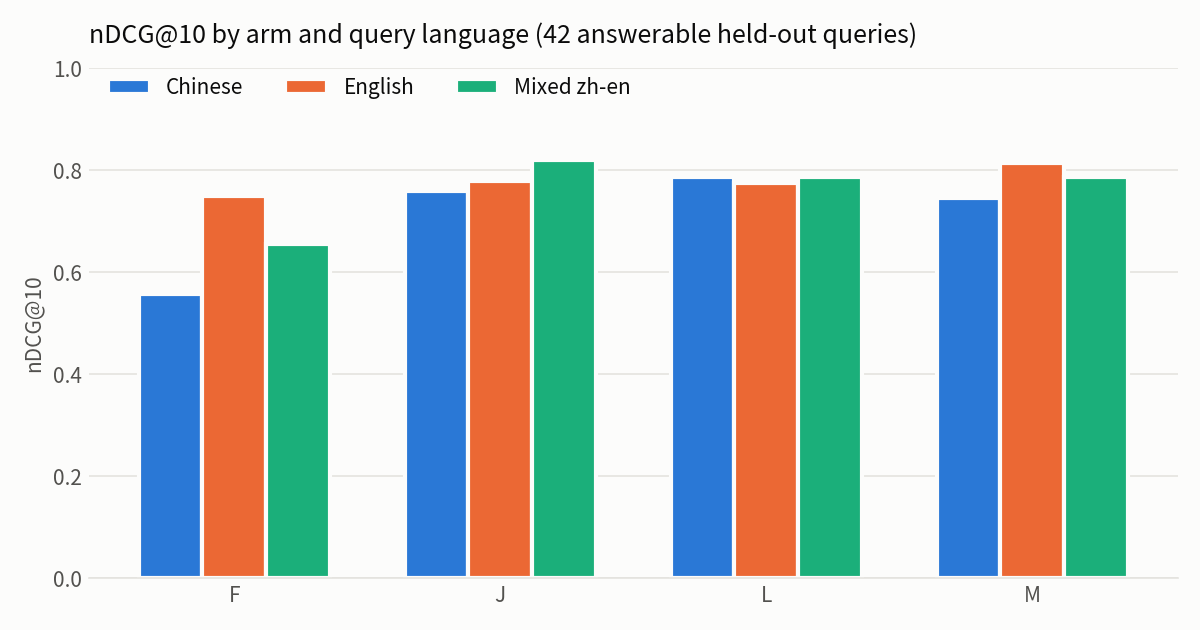 nDCG@10 by arm and query language (42 answerable held-out queries)
Chinese English Mixed zh-en
1.0
0.8
0.6
0.4
0.2
0.0
nDCG@10
F J L M